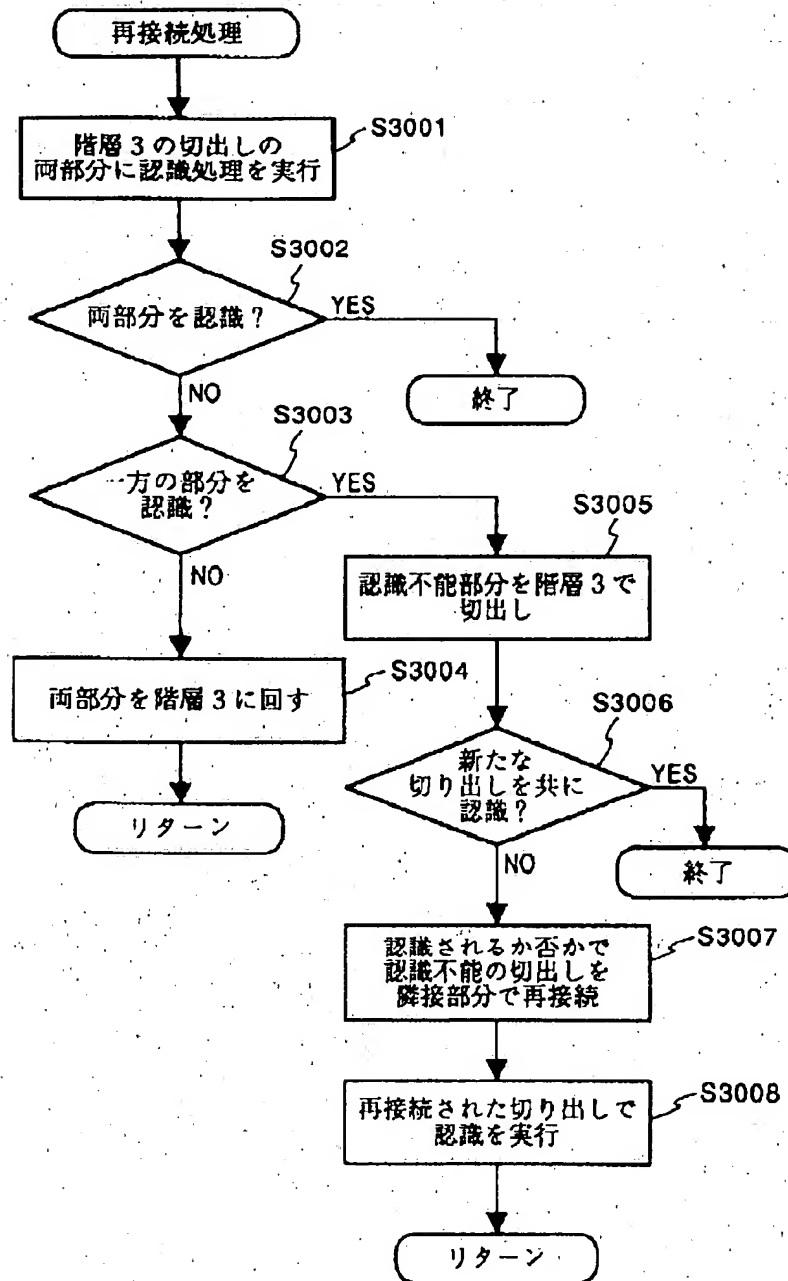 再接続処理
階層3の切出しの
両部分に認識処理を実行
S3001
S3002
両部分を認識?
YES
終了
NO
S3003
一方の部分を
認識?
YES
NO
S3005
認識不能部分を階層3で
切出し
両部分を階層3に回す
S3004
リターン
S3006
新たな
切り出しを共に
認識?
YES
終了
NO
認識されるか否かで
認識不能の切出しを
隣接部分で再接続
S3007
再接続された切り出しで
認識を実行
S3008
リターン